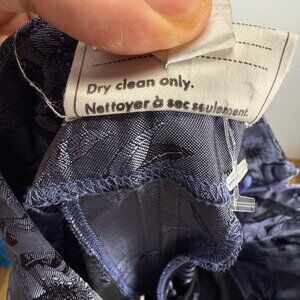 Dry clean only.
Nettoyer à sec seulement.